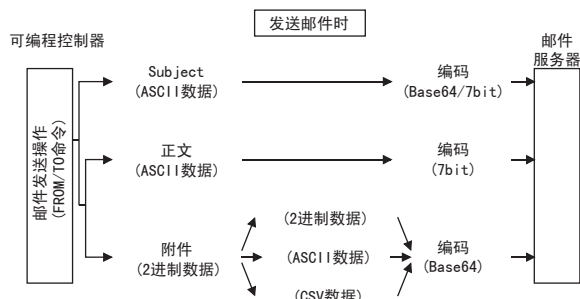 发送邮件时
可编程控制器
邮件
服务器
邮件发送操作
(FROM/TO命令)
Subject
(ASCII数据)
编码
(Base64/7bit)
正文
(ASCII数据)
编码
(7bit)
附件
(2进制数据)
(2进制数据)
(ASCII数据)
(CSV数据)
编码
(Base64)